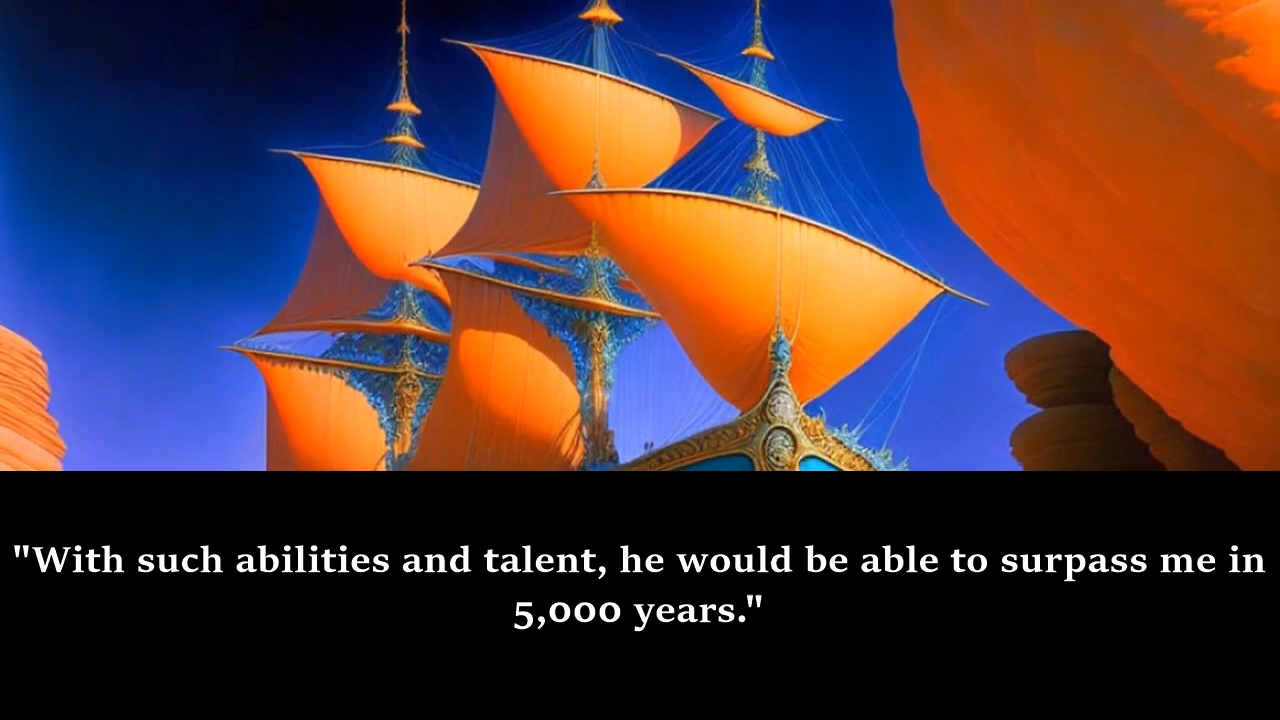 "With such abilities and talent, he would be able to surpass me in
5,000 years."